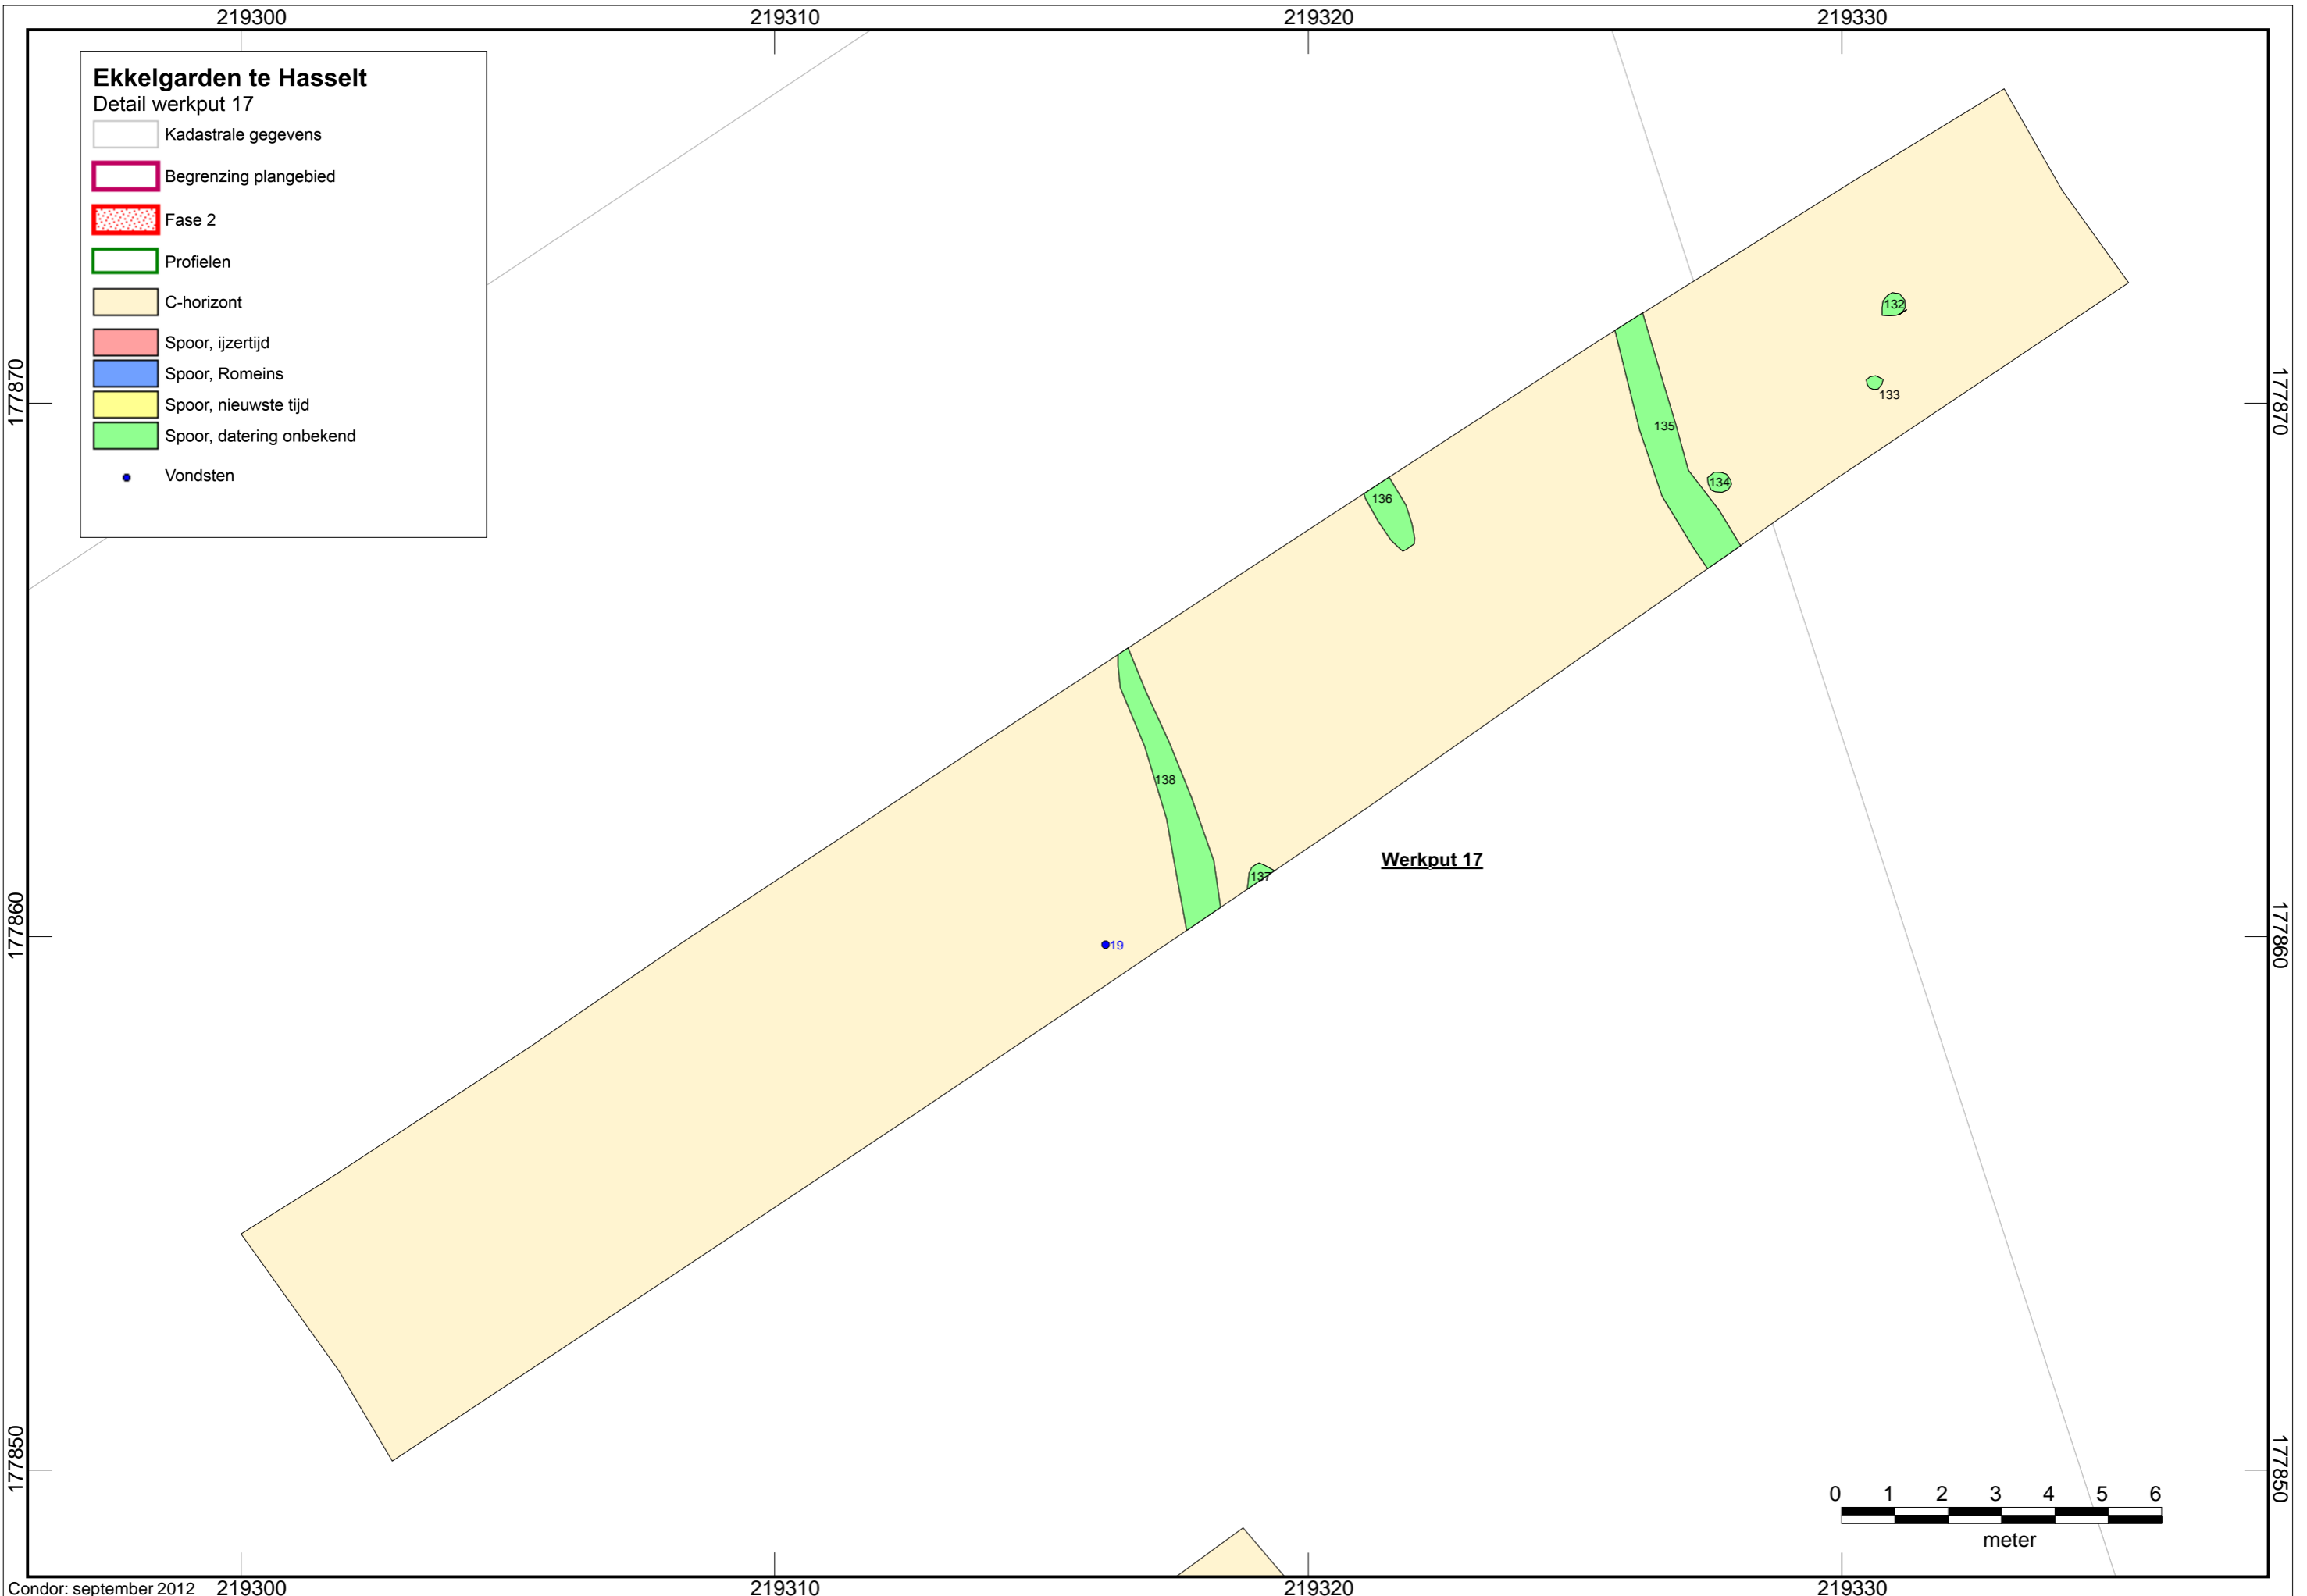 219300 219310 219320 219330
Ekkelgarden te Hasselt
Detail werkput 17
Kadastrale gegevens
Begrenzing plangebied
Fase 2
Profielen
C-horizont
Spoor, ijzertijd
Spoor, Romeins
Spoor, nieuwste tijd
Spoor, datering onbekend
Vondsten
132
177870 177870
133
135
134
136
138
Werkput 17
137
177860 177860
19
177850 177850
0 1 2 3 4 5 6
meter
Condor: september 2012
219300 219310 219320 219330